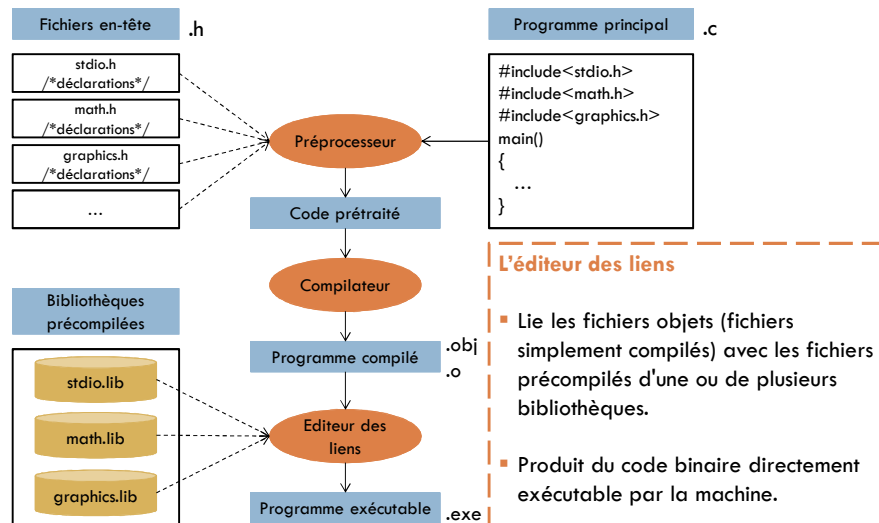 Fichiers en-tête
.h
stdio.h
/*déclarations*/
math.h
/*déclarations*/
graphics.h
/*déclarations*/
...
Programme principal
.c
#include<stdio.h>
#include<math.h>
#include<graphics.h>
main()
{
...
}
Préprocesseur
Code prétraité
Compilateur
Programme compilé
.obj
.o
Bibliothèques
précompilées
stdio.lib
math.lib
graphics.lib
Editeur des
liens
Programme exécutable
.exe
L'éditeur des liens
▪ Lie les fichiers objets (fichiers
simplement compilés) avec les fichiers
précompilés d'une ou de plusieurs
bibliothèques.
▪ Produit du code binaire directement
exécutable par la machine.